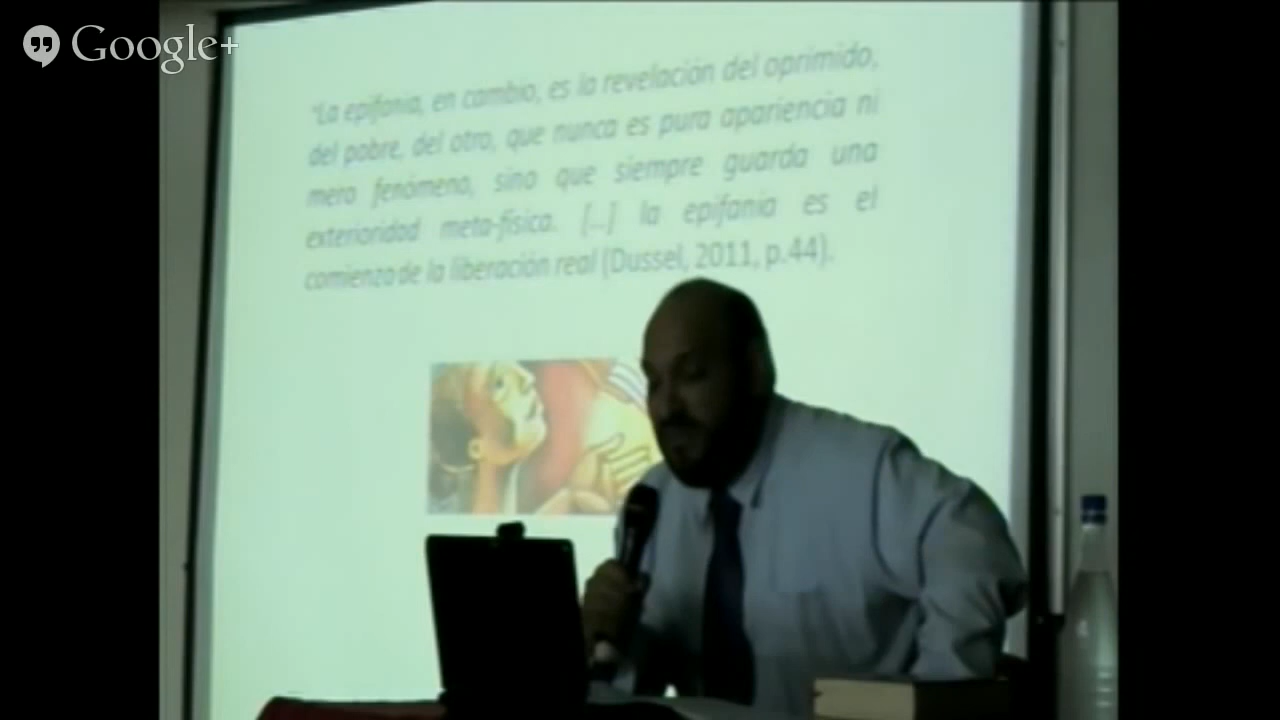 Google+
"La epifania, en cambio, es la revelación del oprimido,
del pobre, del otro, que nunca es pura apariencia ni
mero fenómeno, sino que siempre guarda una
exterioridad meta-física. [...] la epifania es el
comienzo de la liberación real (Dussel, 2011, p.44).